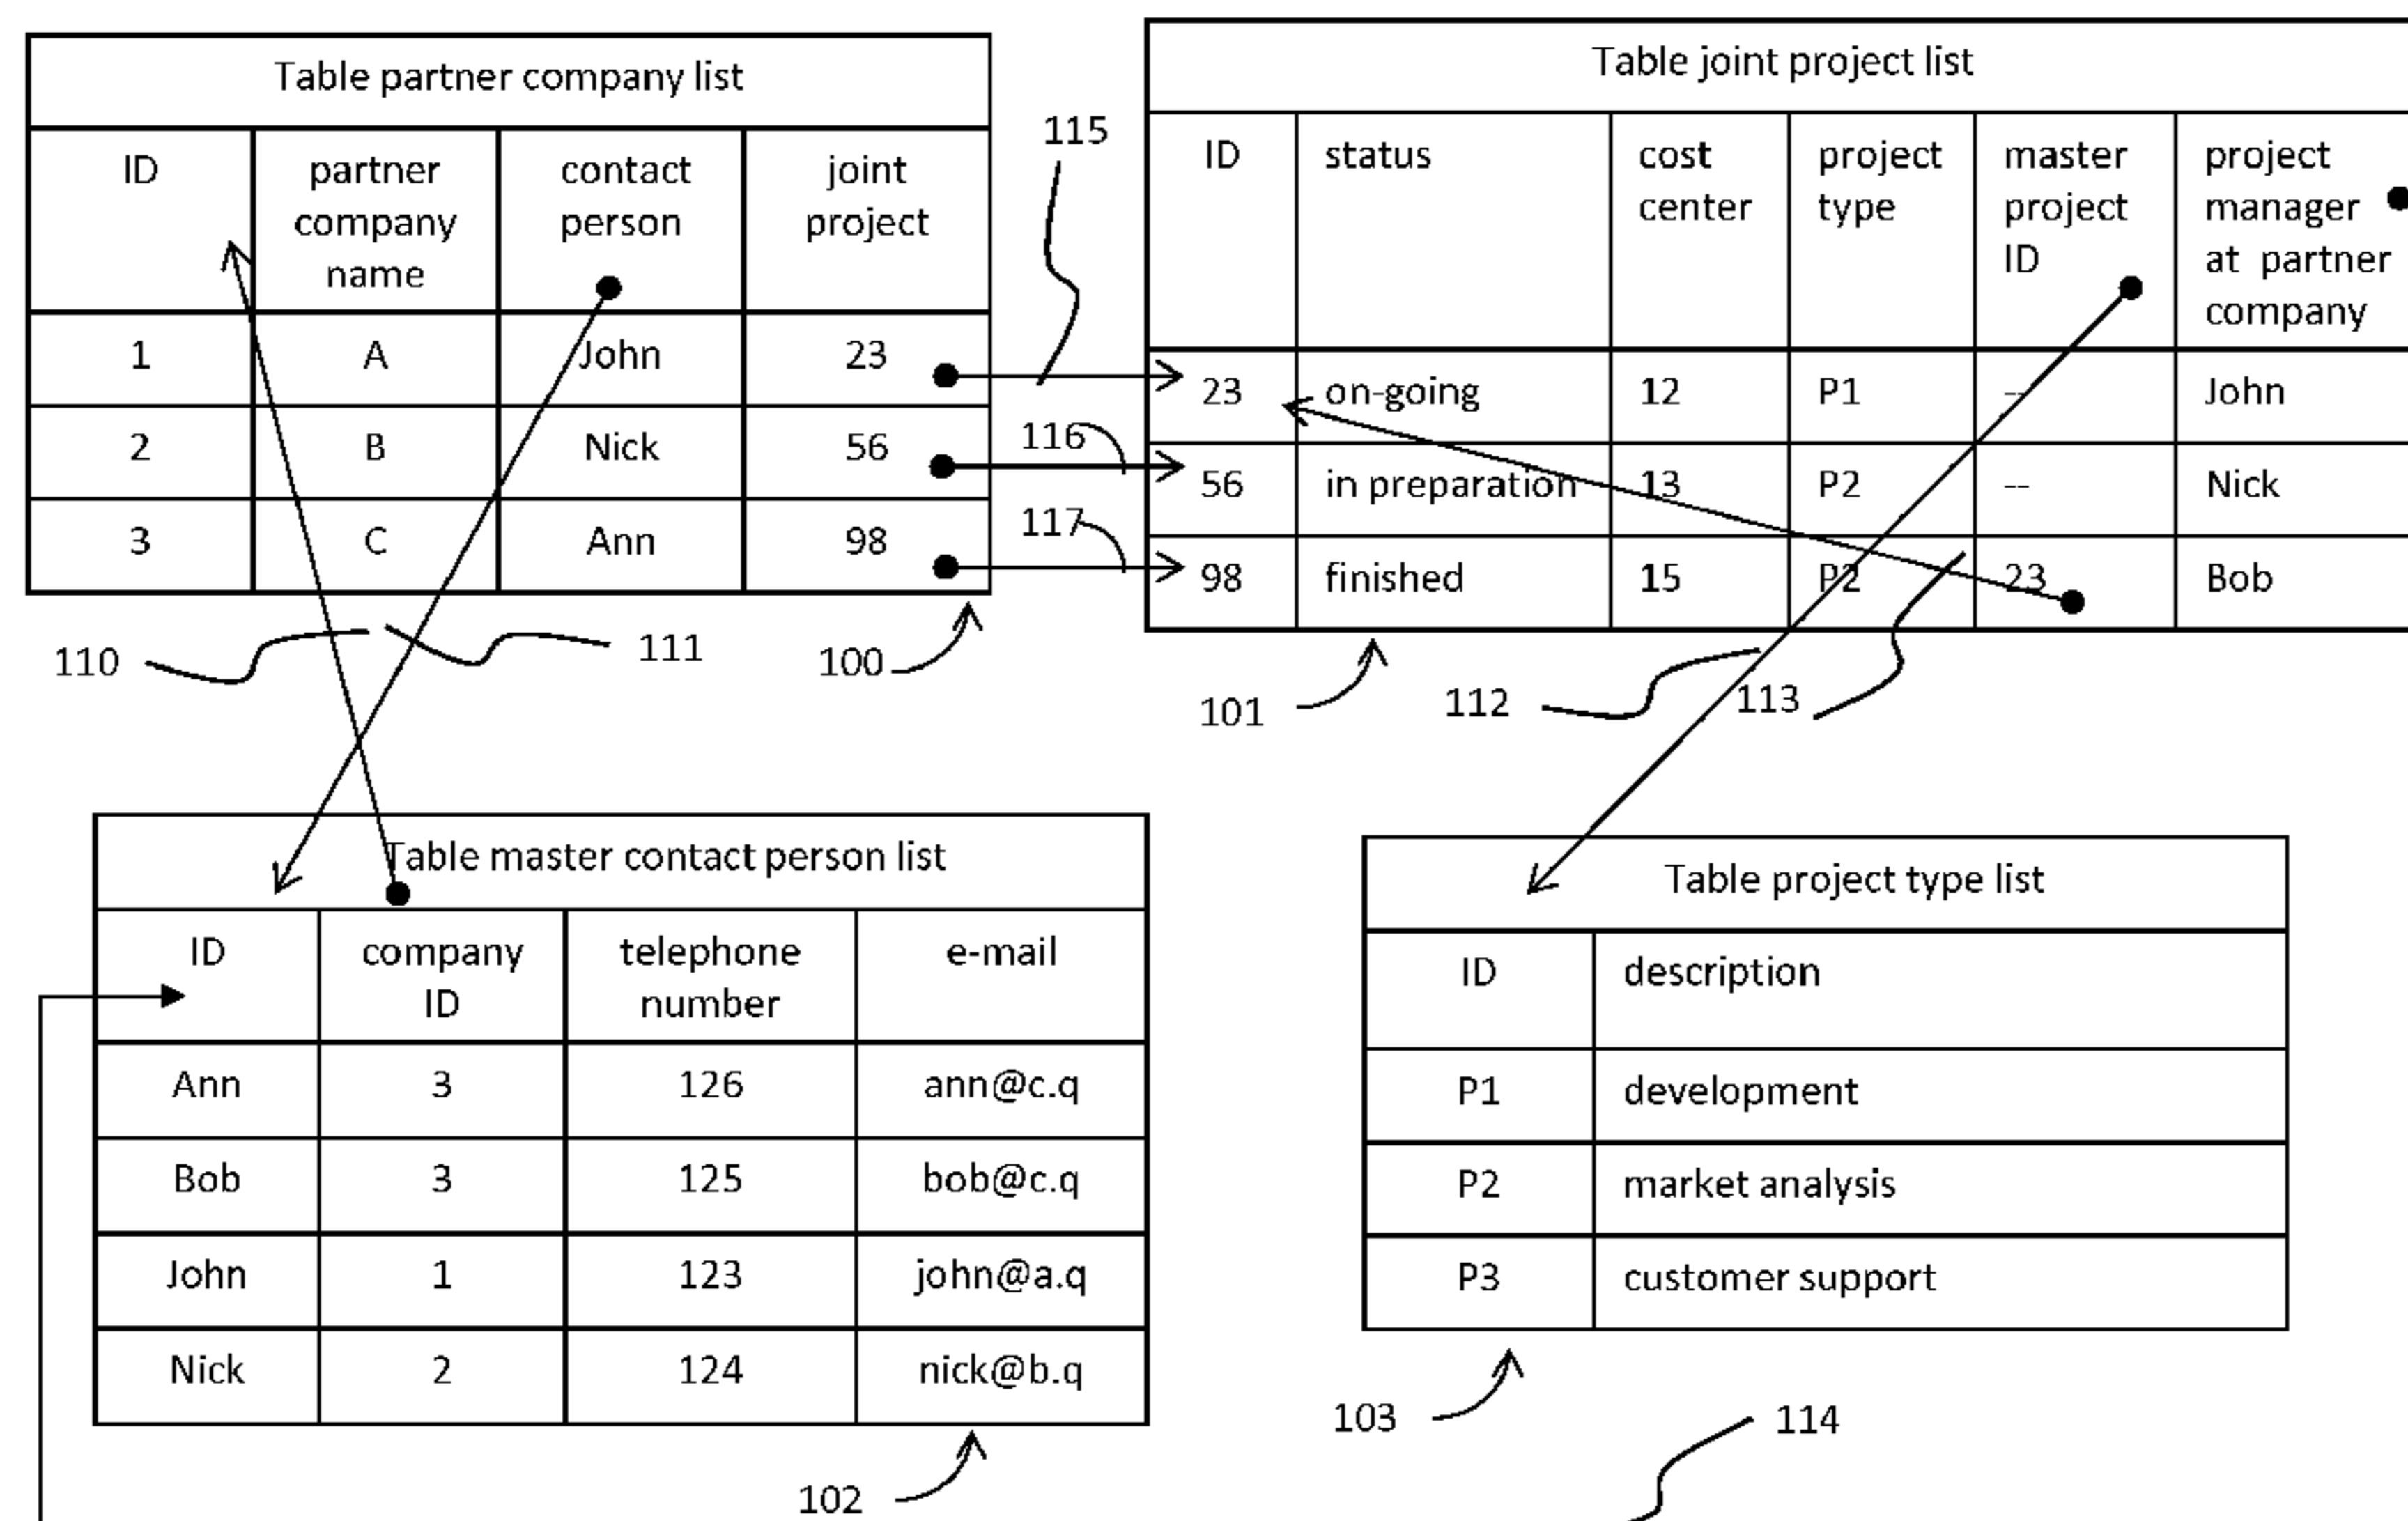 Table partner company list
ID partner company name contact person joint project
1 A John 23
2 B Nick 56
3 C Ann 98
115
116
117
Table joint project list
ID status cost center project type master project ID project manager at partner company
23 on-going 12 P1 -- John
56 in preparation 13 P2 -- Nick
98 finished 15 P2 23 Bob
110
111
100
101
112
113
Table master contact person list
ID company ID telephone number e-mail
Ann 3 126 ann@c.q
Bob 3 125 bob@c.q
John 1 123 john@a.q
Nick 2 124 nick@b.q
102
Table project type list
ID description
P1 development
P2 market analysis
P3 customer support
103
114